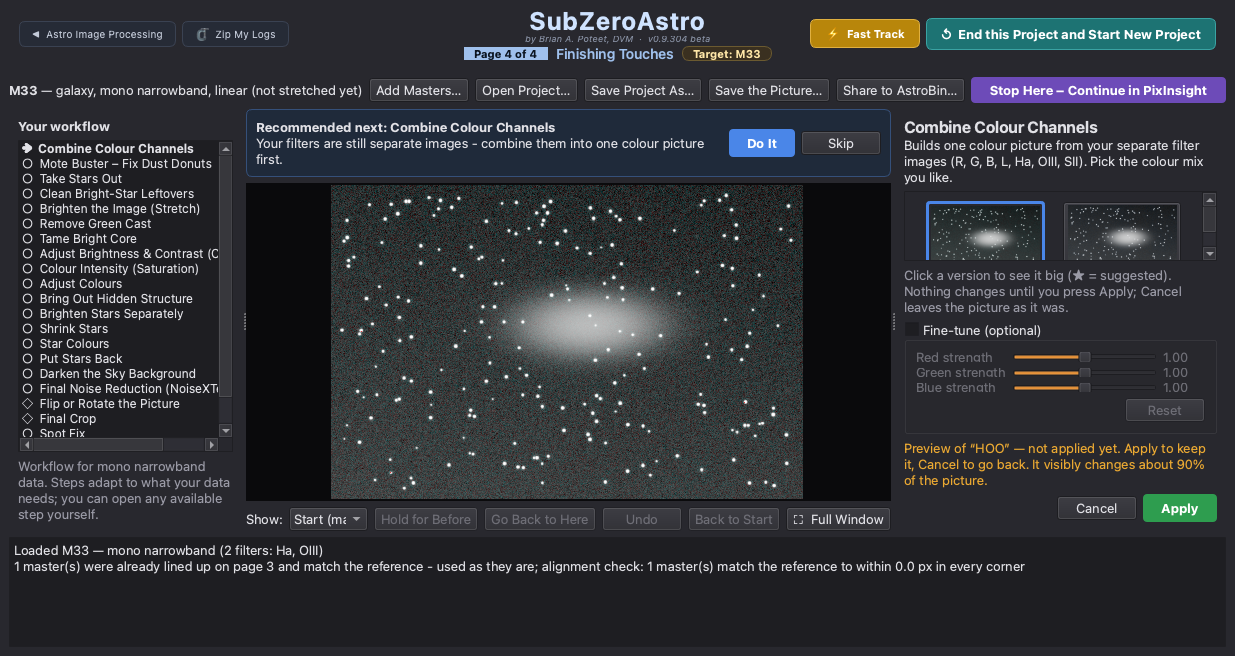 ◄ Astro Image Processing
Zip My Logs
SubZeroAstro
by Brian A. Poteet, DVM · v0.9.304 beta
Page 4 of 4 Finishing Touches Target: M33
⚡ Fast Track
↺ End this Project and Start New Project
M33 — galaxy, mono narrowband, linear (not stretched yet)
Add Masters...
Open Project...
Save Project As...
Save the Picture...
Share to AstroBin...
Stop Here – Continue in PixInsight
Your workflow
Combine Colour Channels
Mote Buster – Fix Dust Donuts
Take Stars Out
Clean Bright-Star Leftovers
Brighten the Image (Stretch)
Remove Green Cast
Tame Bright Core
Adjust Brightness & Contrast (C
Colour Intensity (Saturation)
Adjust Colours
Bring Out Hidden Structure
Brighten Stars Separately
Shrink Stars
Star Colours
Put Stars Back
Darken the Sky Background
Final Noise Reduction (NoiseXTe
Flip or Rotate the Picture
Final Crop
Spot Fix
Workflow for mono narrowband
data. Steps adapt to what your data
needs; you can open any available
step yourself.
Recommended next: Combine Colour Channels
Your filters are still separate images - combine them into one colour picture
first.
Do It
Skip
Show:
Start (ma
Hold for Before
Go Back to Here
Undo
Back to Start
Full Window
Combine Colour Channels
Builds one colour picture from your separate filter
images (R, G, B, L, Ha, OIII, SII). Pick the colour mix
you like.
Click a version to see it big (★ = suggested).
Nothing changes until you press Apply; Cancel
leaves the picture as it was.
Fine-tune (optional)
Red strength 1.00
Green strength 1.00
Blue strength 1.00
Reset
Preview of “HOO” — not applied yet. Apply to keep
it, Cancel to go back. It visibly changes about 90%
of the picture.
Cancel
Apply
Loaded M33 — mono narrowband (2 filters: Ha, OIII)
1 master(s) were already lined up on page 3 and match the reference - used as they are; alignment check: 1 master(s) match the reference to within 0.0 px in every corner